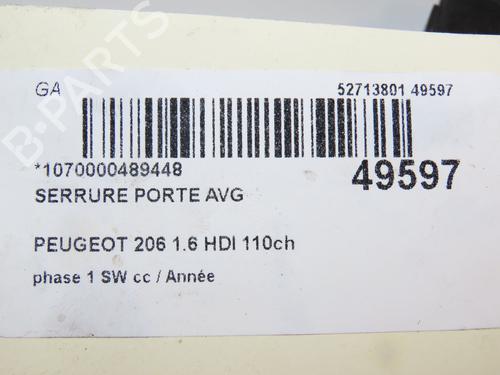 B-PARTS
GA
52713801 49597
*1070000489448
49597
SERRURE PORTE AVG
PEUGEOT 206 1.6 HDI 110ch
phase 1 SW cc / Année